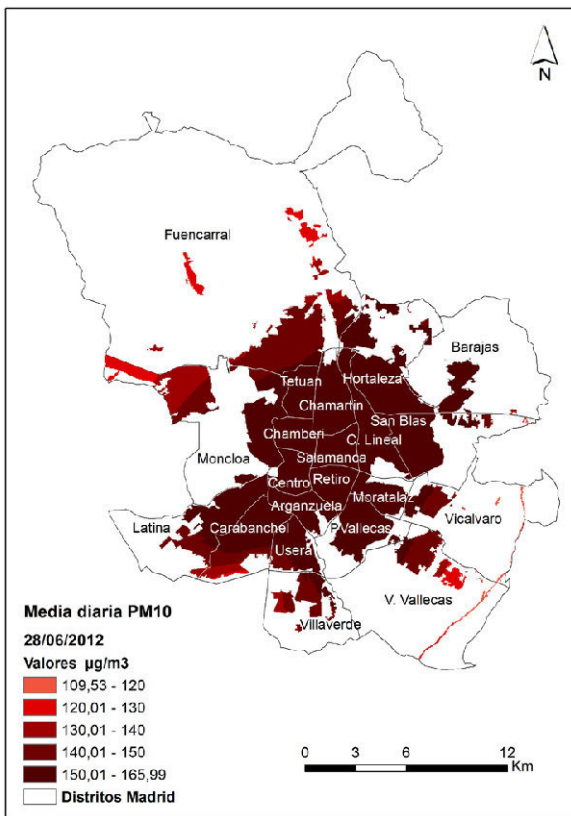 N
Fuencarral
Barajas
Tetuan
Hortaleza
Chamartin
San Blas
Chamberi
C. Lineal
Salamanca
Moncloa
Centro
Retiro
Moratalaz
Arganzuela
Latina
Carabanchel
P.Vallecas
Vicalvaro
Usera
V. Vallecas
Villaverde
Media diaria PM10
28/06/2012
Valores µg/m3
109,53 - 120
120,01 - 130
130,01 - 140
140,01 - 150
150,01 - 165,99
Distritos Madrid
0 3 6 12
Km